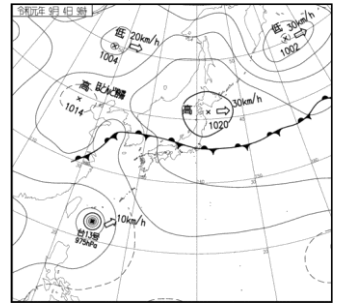 令和元年 9月 4日 9時
低 20km/h
1004
低 30km/h
1002
高 ほとんど停滞
1014
高 30km/h
1020
10km/h
台13号
975hPa